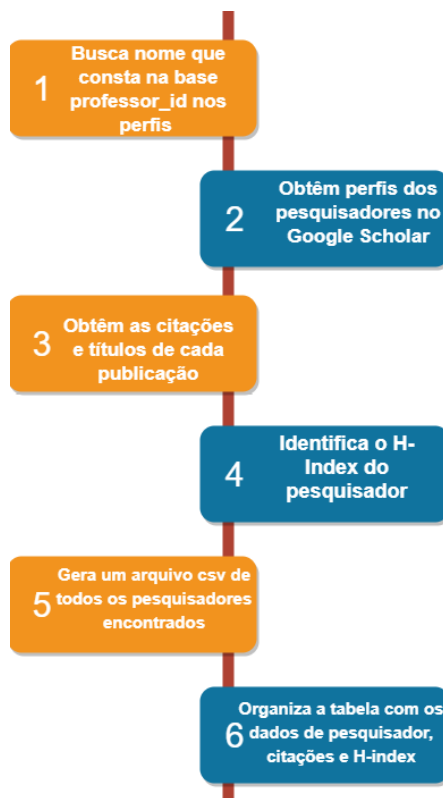 1
Busca nome que
consta na base
professor_id nos
perfis
2
Obtêm perfis dos
pesquisadores no
Google Scholar
3
Obtêm as citações
e títulos de cada
publicação
4
Identifica o H-
Index do
pesquisador
5
Gera um arquivo csv de
todos os pesquisadores
encontrados
6
Organiza a tabela com os
dados de pesquisador,
citações e H-index